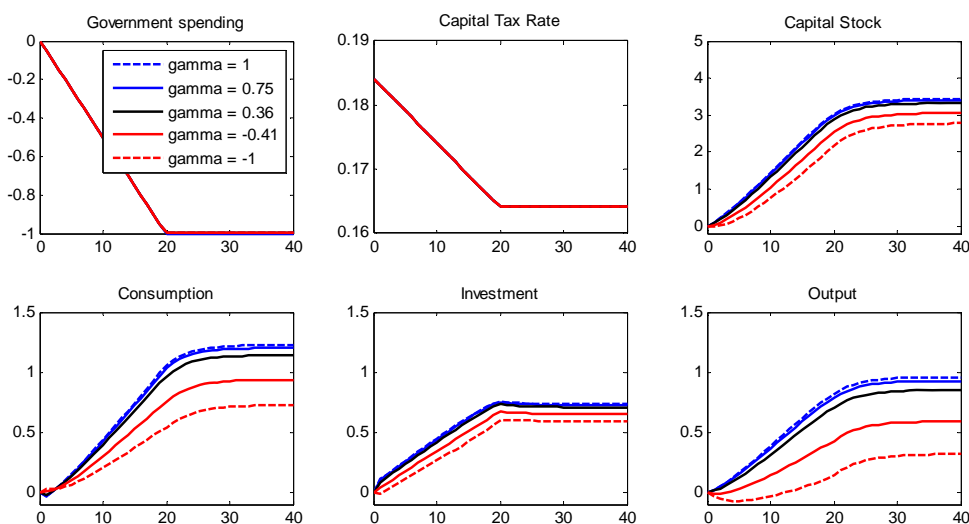 Government spending
0
-0.2
-0.4
-0.6
-0.8
-1
0 10 20 30 40
gamma = 1
gamma = 0.75
gamma = 0.36
gamma = -0.41
gamma = -1
Capital Tax Rate
0.19
0.18
0.17
0.16
0 10 20 30 40
Capital Stock
5
4
3
2
1
0
0 10 20 30 40
Consumption
1.5
1
0.5
0
0 10 20 30 40
Investment
1.5
1
0.5
0
0 10 20 30 40
Output
1.5
1
0.5
0
0 10 20 30 40